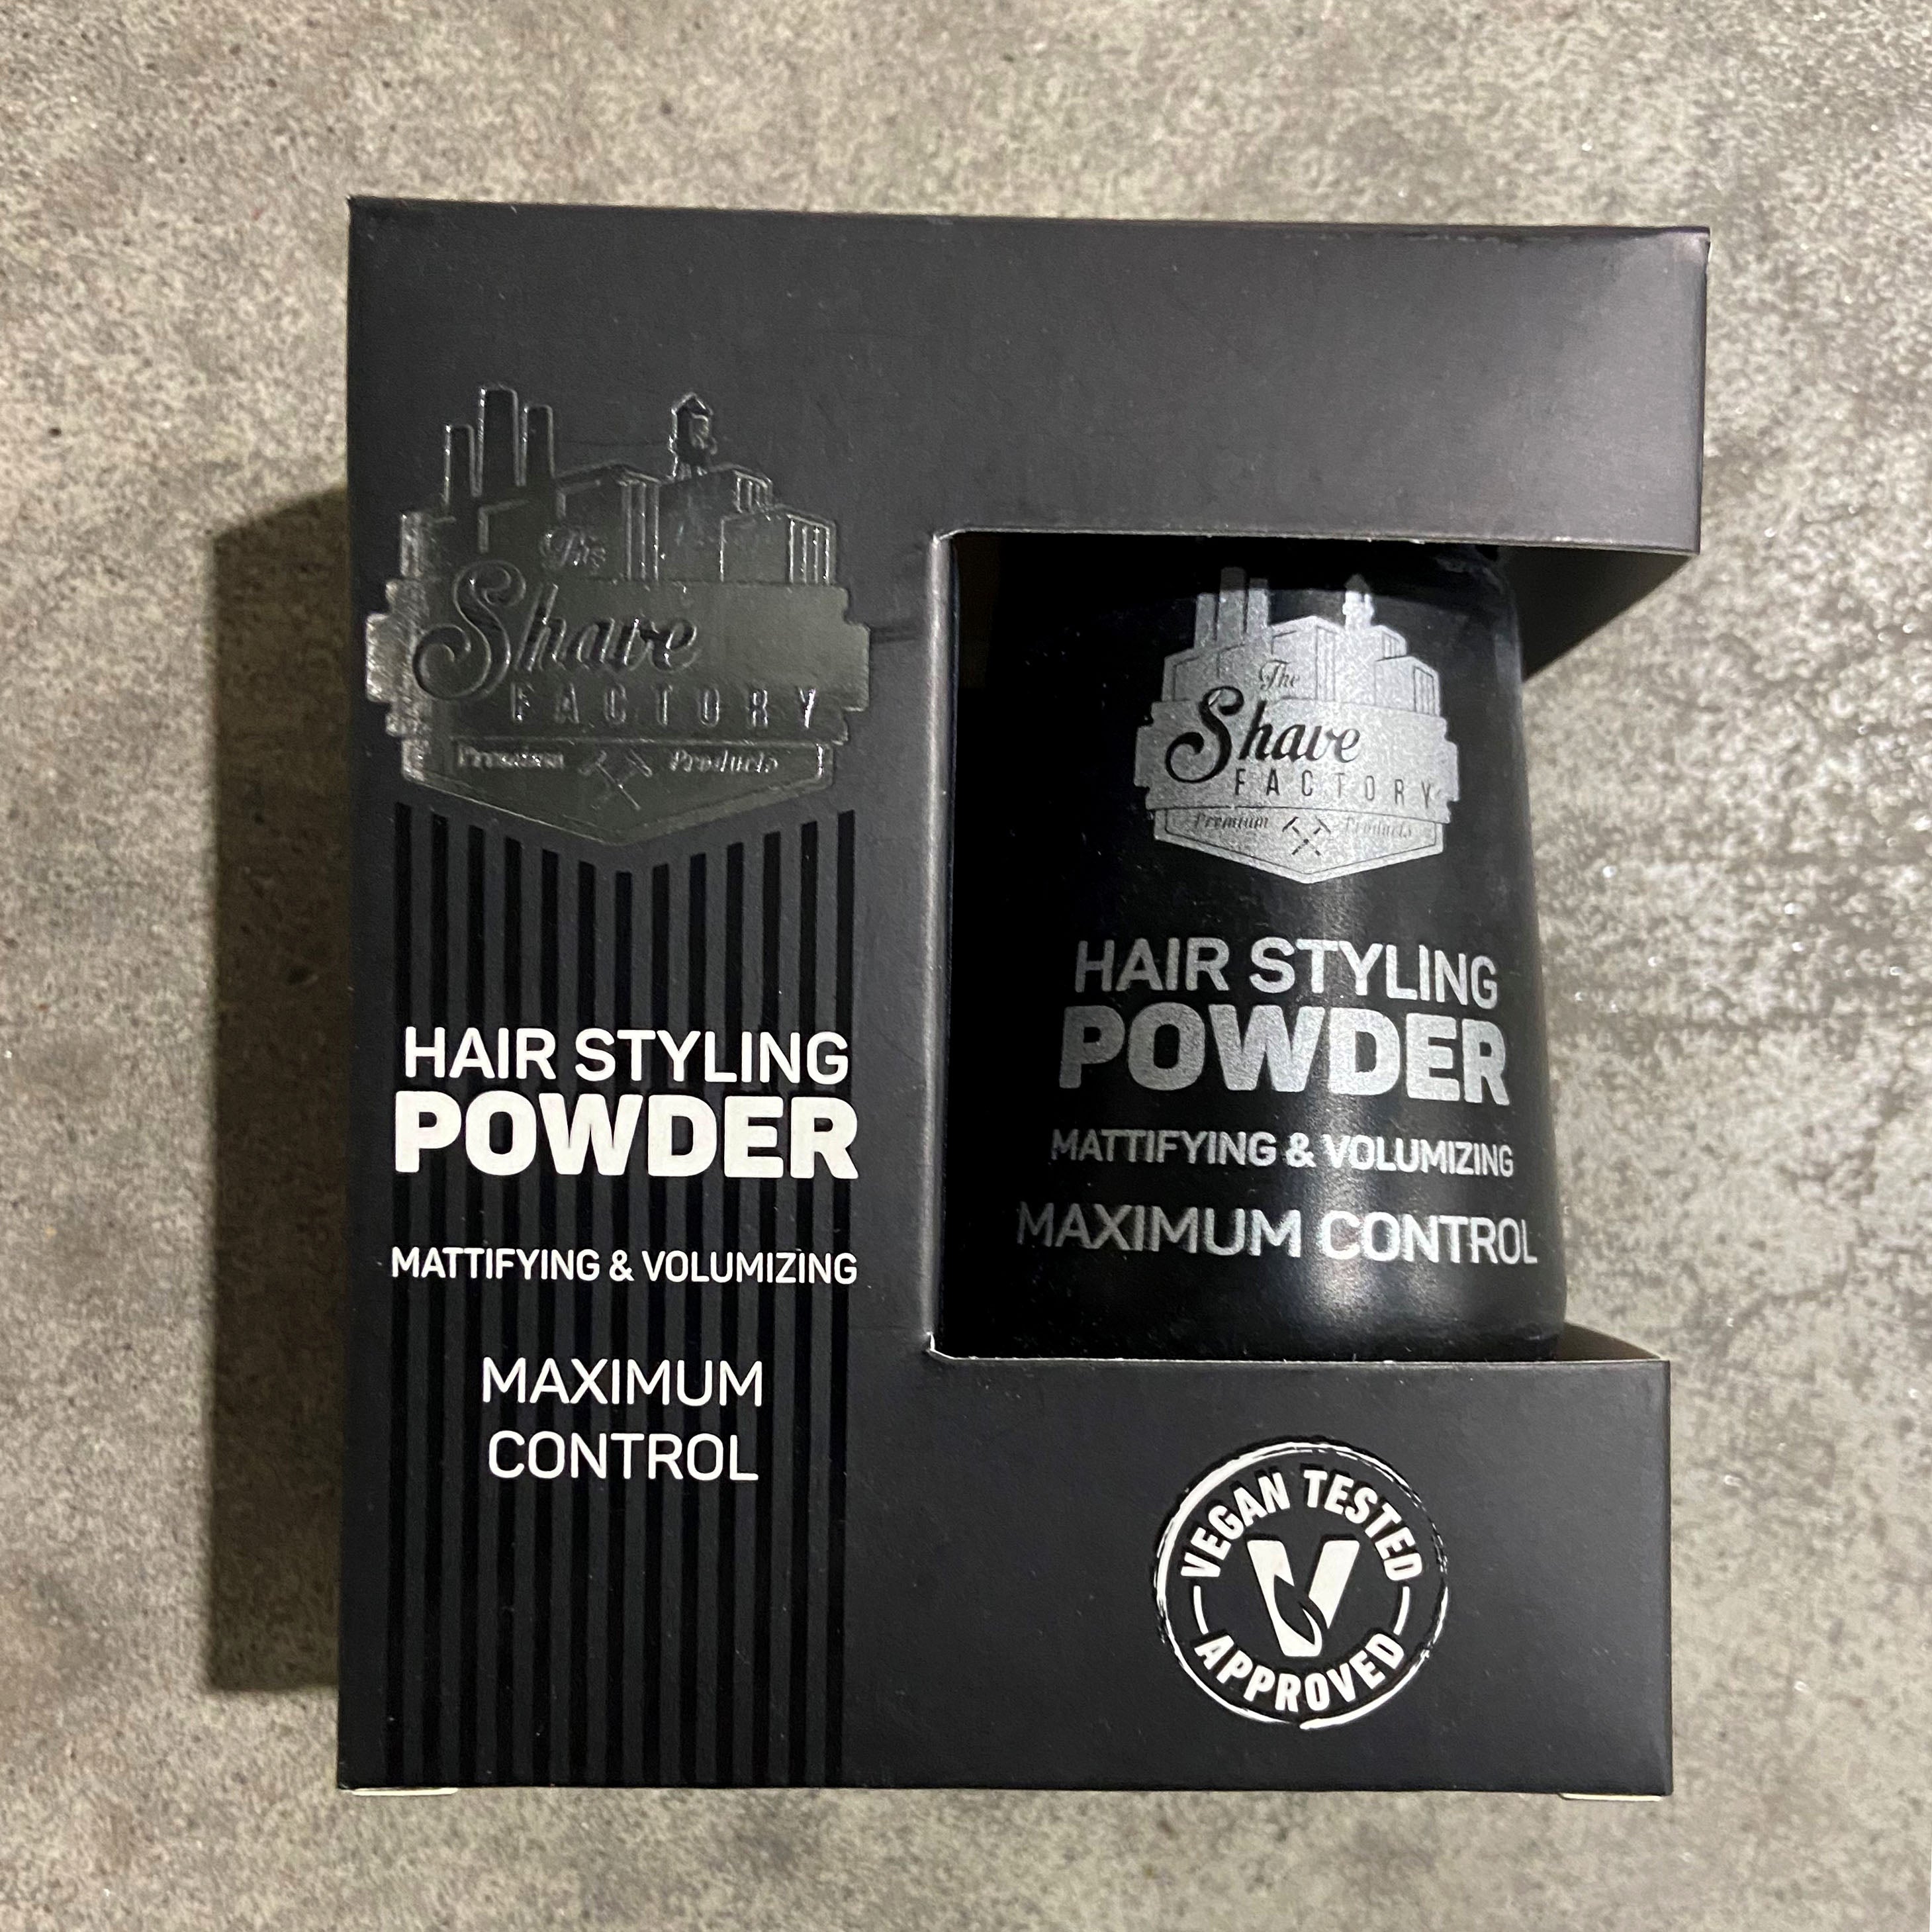 The
Shave
FACTORY
Premium Products
HAIR STYLING
POWDER
MATTIFYING & VOLUMIZING
MAXIMUM
CONTROL
The
Shave
FACTORY
Premium Products
HAIR STYLING
POWDER
MATTIFYING & VOLUMIZING
MAXIMUM CONTROL
VEGAN TESTED
V
APPROVED